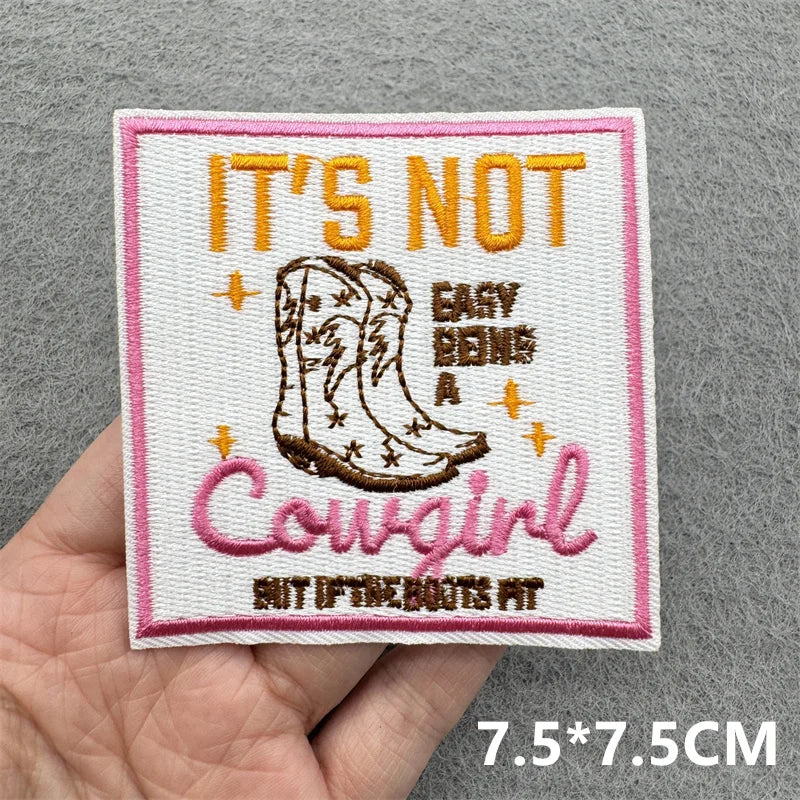 IT'S NOT
EASY
BEING
A
Cowgirl
BUT IF THE BOOTS FIT
7.5*7.5CM